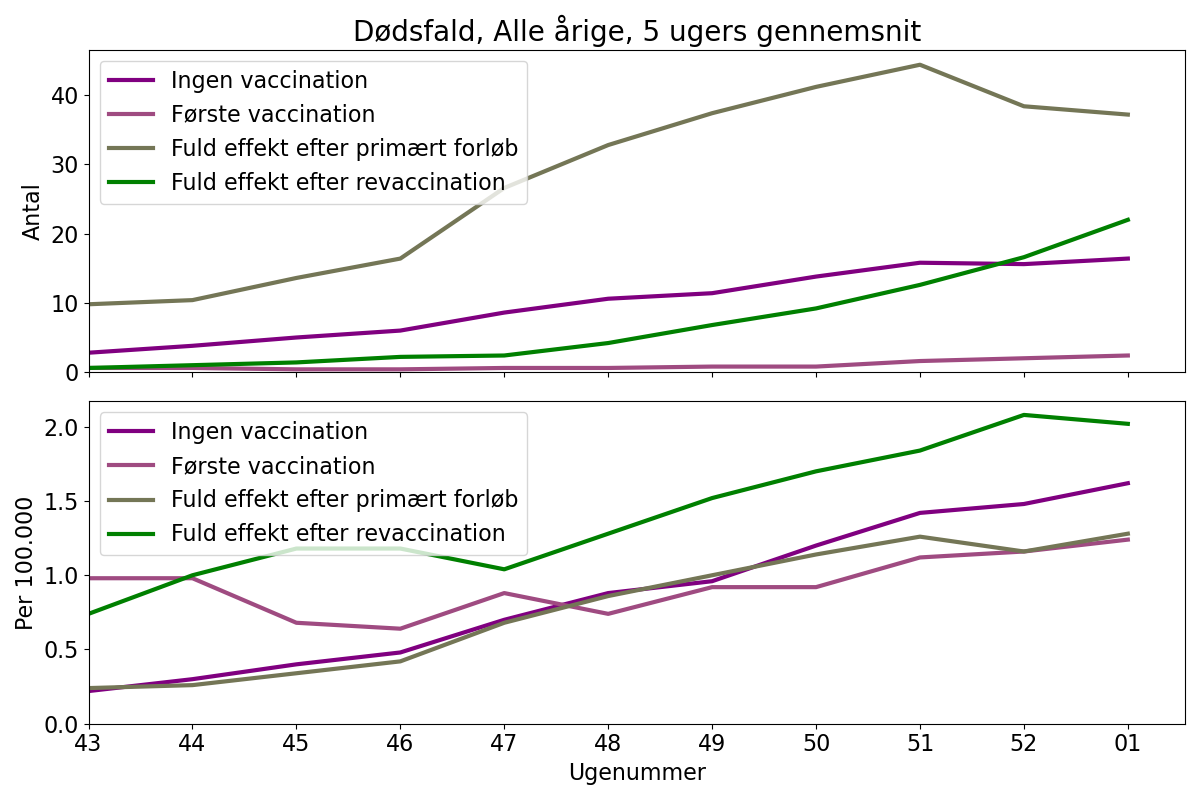 Dødsfald, Alle årige, 5 ugers gennemsnit
Ingen vaccination
Første vaccination
Fuld effekt efter primært forløb
Fuld effekt efter revaccination
Antal
40
30
20
10
0
Ingen vaccination
Første vaccination
Fuld effekt efter primært forløb
Fuld effekt efter revaccination
Per 100.000
2.0
1.5
1.0
0.5
0.0
43 44 45 46 47 48 49 50 51 52 01
Ugenummer